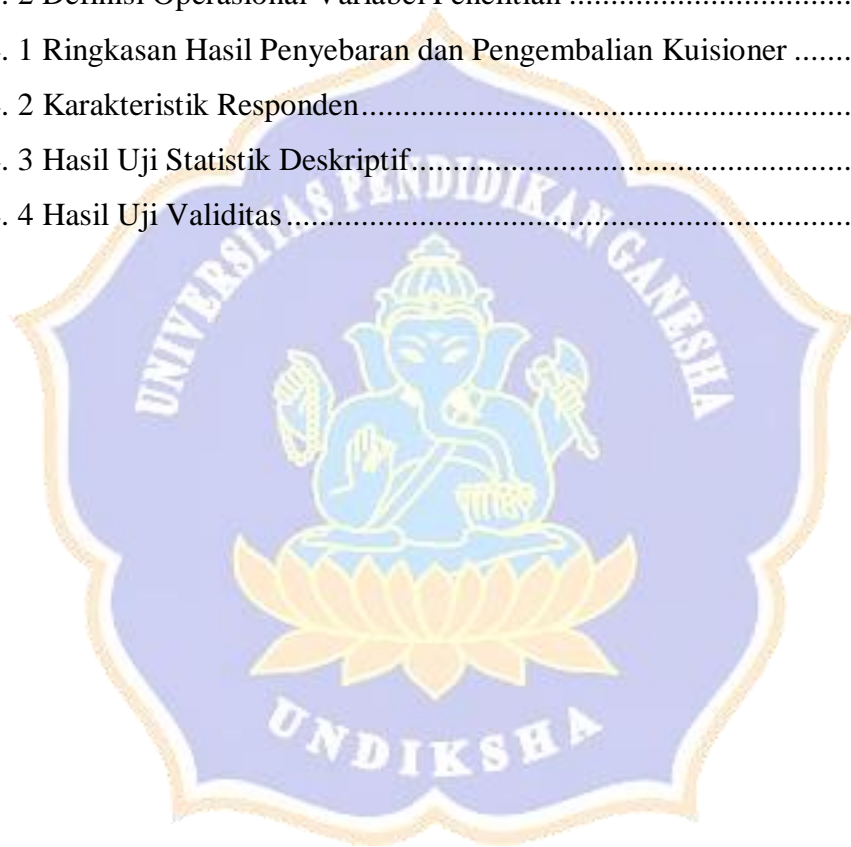 . 2 Definisi Operasional Variabel Penelitian ....................................
. 1 Ringkasan Hasil Penyebaran dan Pengembalian Kuisioner .......
. 2 Karakteristik Responden..............................................................
. 3 Hasil Uji Statistik Deskriptif.......................................................
. 4 Hasil Uji Validitas.......................................................................
UNIVERSITAS PENDIDIKAN GANESHA
UNDIKSHA